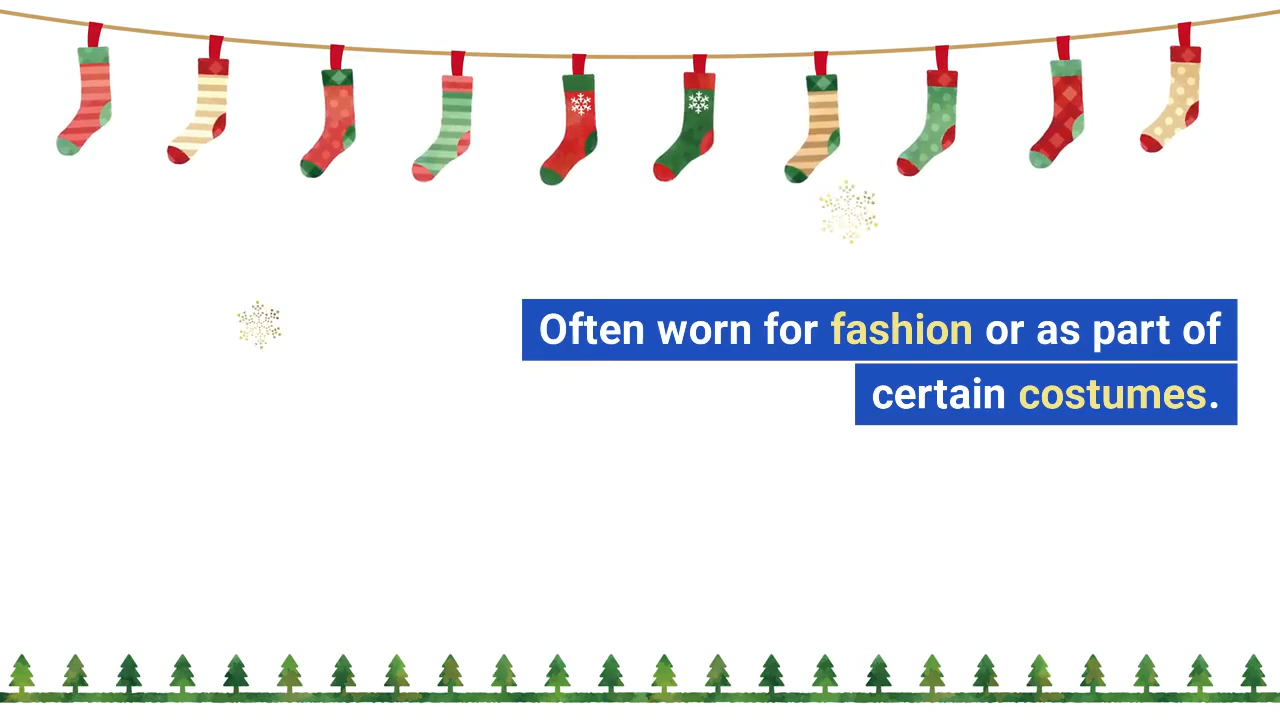 Often worn for fashion or as part of
certain costumes.